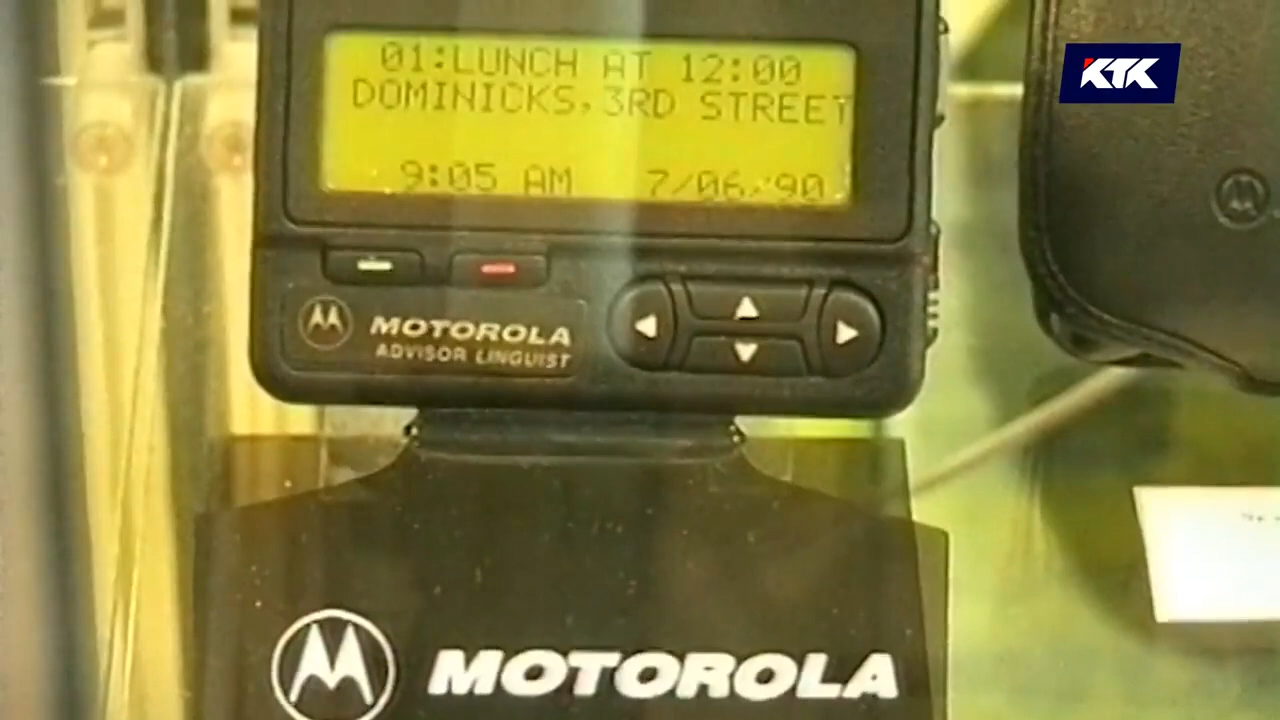 KTK
01:LUNCH AT 12:00
DOMINICKS,3RD STREET
9:05 AM 7/06/90
MOTOROLA
ADVISOR LINGUIST
MOTOROLA